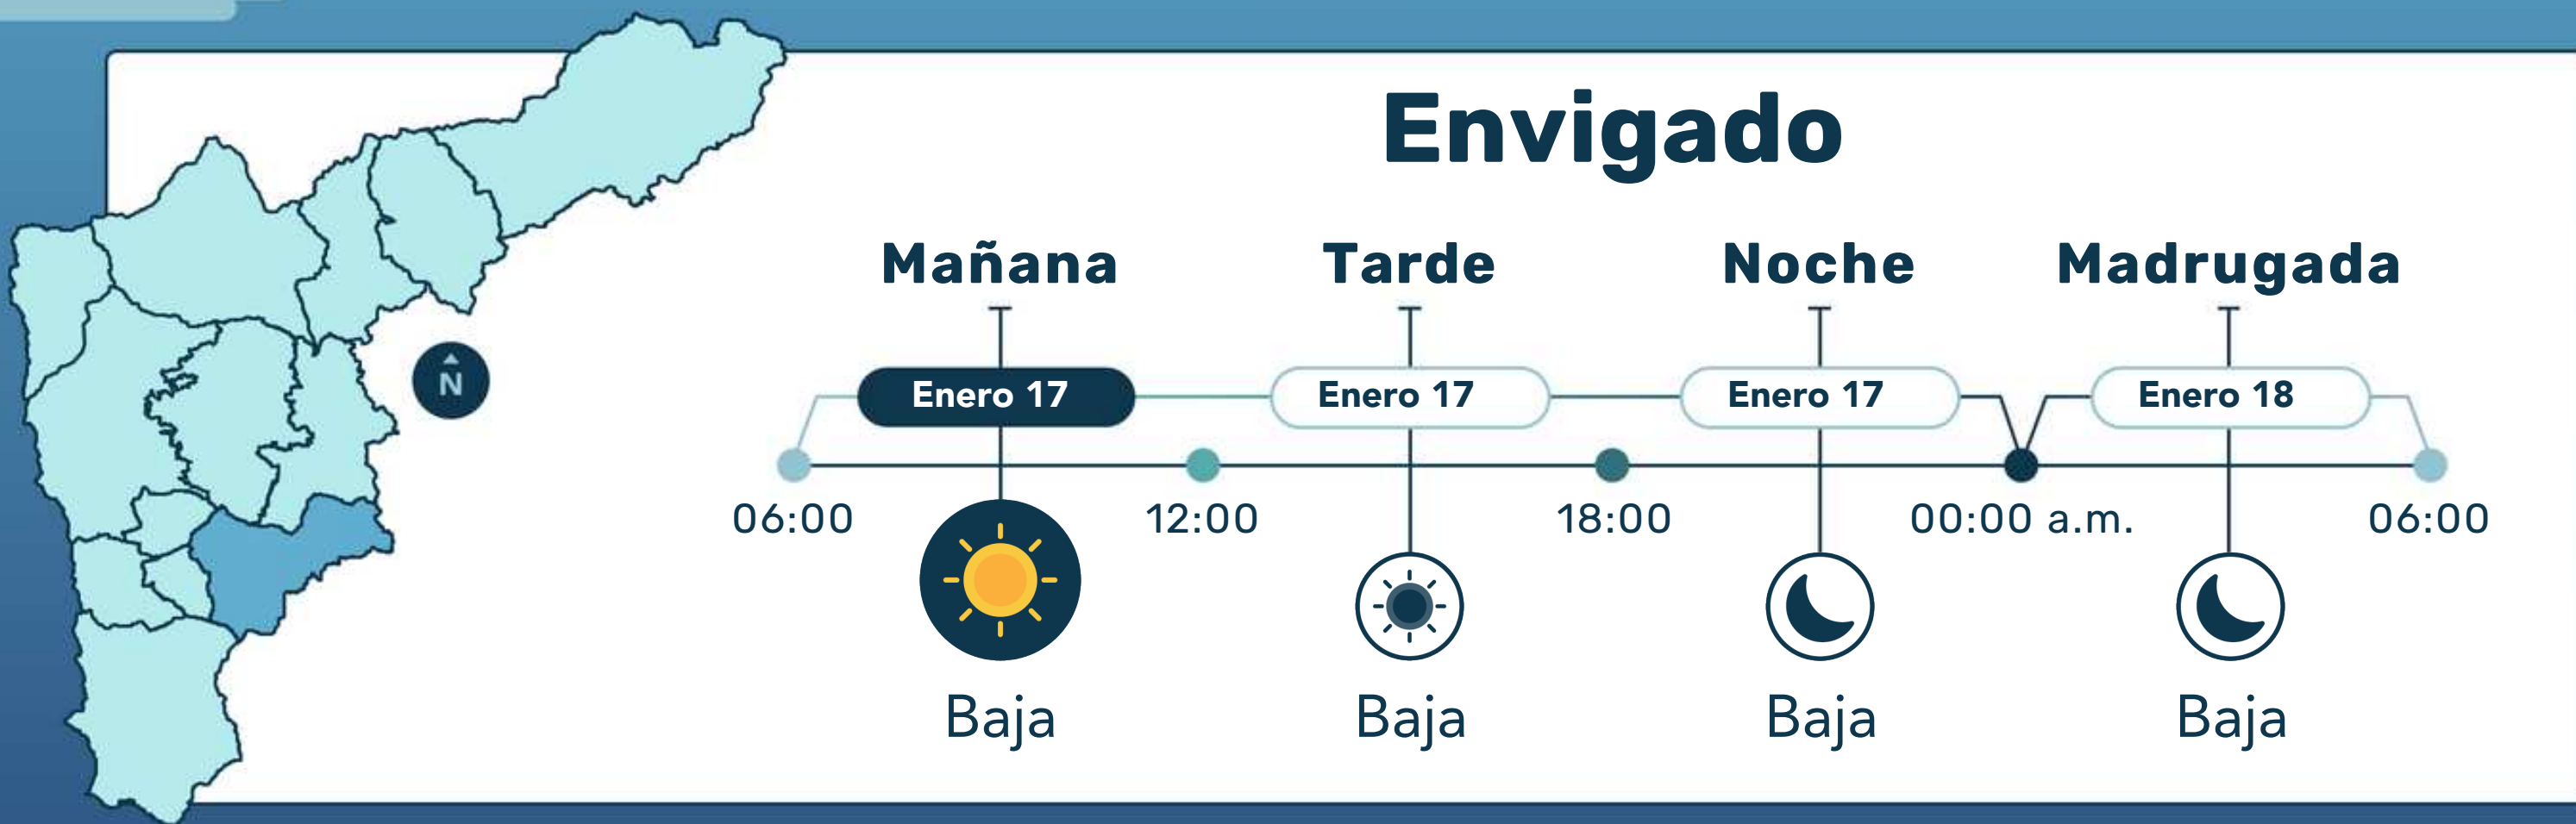 Envigado
Mañana Tarde Noche Madrugada
Enero 17 Enero 17 Enero 17 Enero 18
N
06:00 12:00 18:00 00:00 a.m. 06:00
Baja Baja Baja Baja